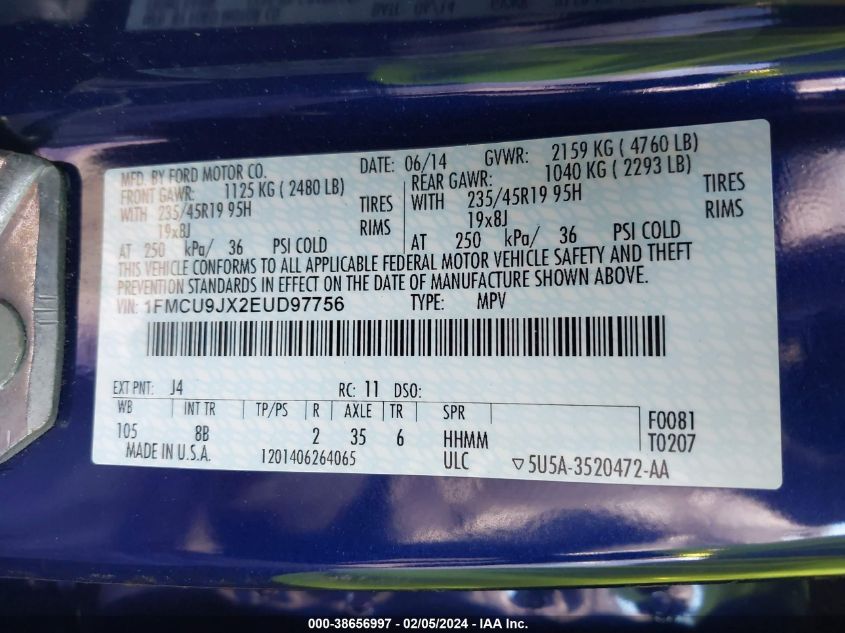 MFD. BY FORD MOTOR CO.
DATE: 06/14 GVWR: 2159 KG ( 4760 LB)
FRONT GAWR: 1125 KG ( 2480 LB)
REAR GAWR: 1040 KG ( 2293 LB)
WITH 235/45R19 95H TIRES
WITH 235/45R19 95H TIRES
19x8J RIMS
19x8J RIMS
AT 250 kPa/ 36 PSI COLD
AT 250 kPa/ 36 PSI COLD
THIS VEHICLE CONFORMS TO ALL APPLICABLE FEDERAL MOTOR VEHICLE SAFETY AND THEFT
PREVENTION STANDARDS IN EFFECT ON THE DATE OF MANUFACTURE SHOWN ABOVE.
VIN: 1FMCU9JX2EUD97756 TYPE: MPV
EXT PNT: J4 RC: 11 DSO:
WB INT TR TP/PS R AXLE TR SPR
105 8B 2 35 6 HHMM
F0081
T0207
MADE IN U.S.A. 1201406264065 ULC ▽5U5A-3520472-AA
000-38656997 - 02/05/2024 - IAA Inc.